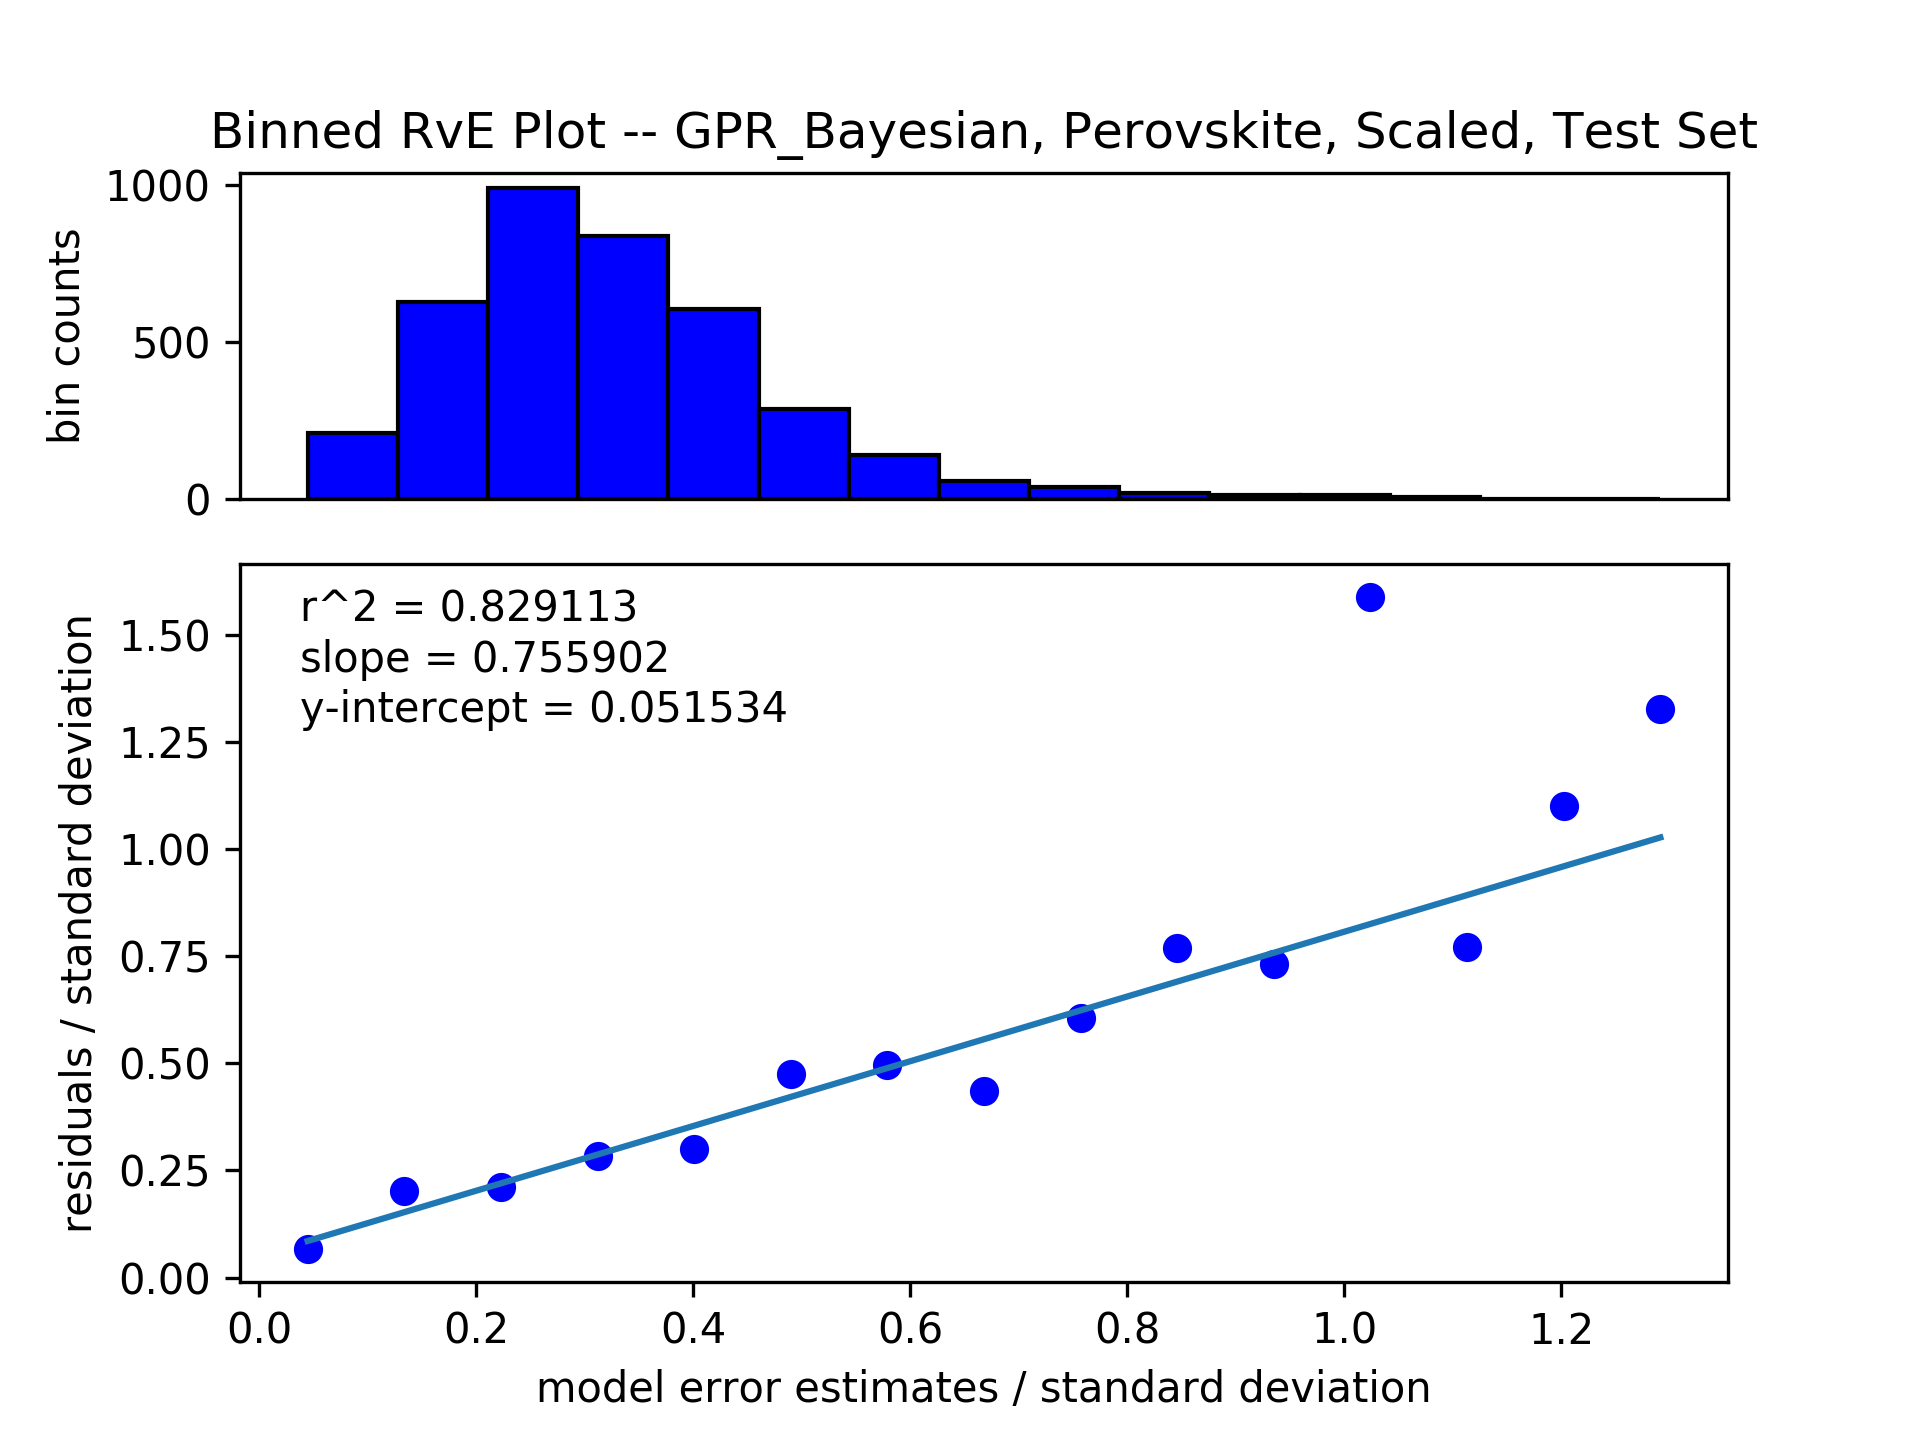 Binned RvE Plot -- GPR_Bayesian, Perovskite, Scaled, Test Set
1000
500
0
bin counts
r^2 = 0.829113
slope = 0.755902
y-intercept = 0.051534
1.50
1.25
1.00
0.75
0.50
0.25
0.00
residuals / standard deviation
0.0 0.2 0.4 0.6 0.8 1.0 1.2
model error estimates / standard deviation